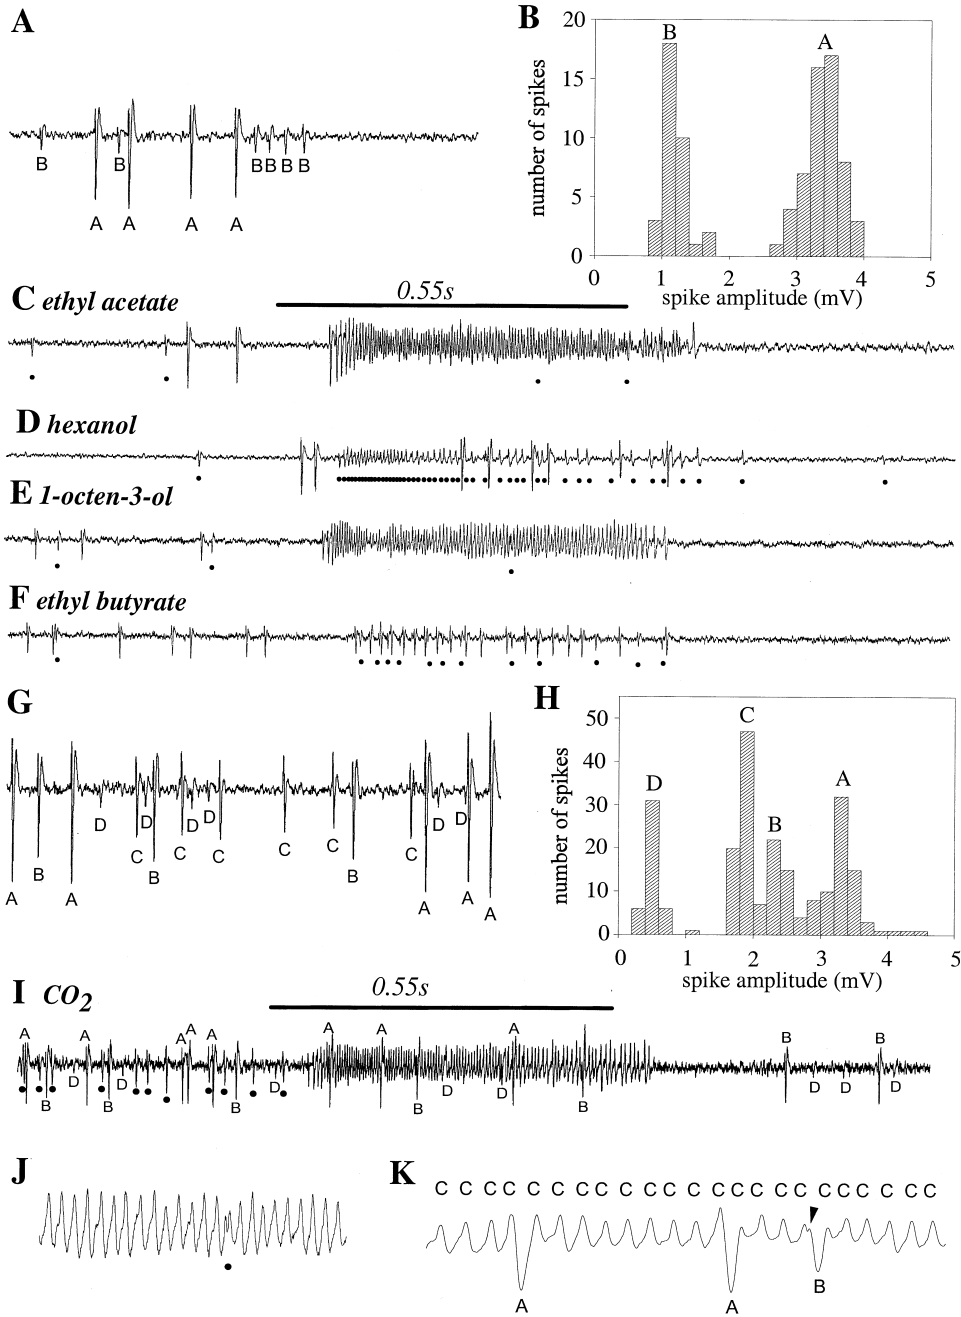 A
B
B B BBBB
A A A A
B
A
20
15
10
5
0
number of spikes
0 1 2 3 4 5
spike amplitude (mV)
C ethyl acetate
0.55s
D hexanol
E 1-octen-3-ol
F ethyl butyrate
G
D D D D D D
C C C C C C
B B B
A A A A A
H
D
C
B
A
50
40
30
20
10
0
number of spikes
0 1 2 3 4 5
spike amplitude (mV)
I CO2
0.55s
A A A A A A A B B
D D D D D D D D
B B B B B
J
K
C C C C C C C C C C C C C C C C C C C C C C
A A B